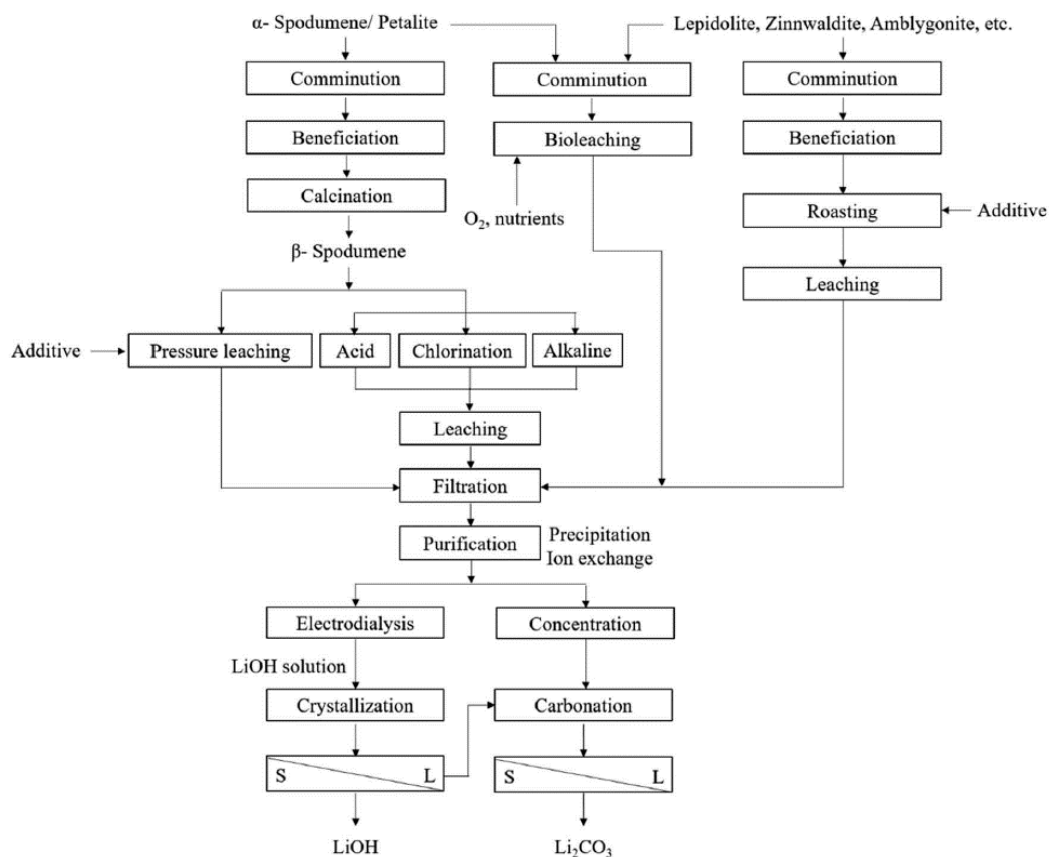 α- Spodumene/ Petalite
Lepidolite, Zinnwaldite, Amblygonite, etc.
Comminution
Comminution
Comminution
Beneficiation
Bioleaching
Beneficiation
Calcination
O₂, nutrients
Roasting
Additive
β- Spodumene
Leaching
Additive
Pressure leaching
Acid
Chlorination
Alkaline
Leaching
Filtration
Purification
Precipitation
Ion exchange
Electrodialysis
Concentration
LiOH solution
Crystallization
Carbonation
S
L
S
L
LiOH
Li₂CO₃